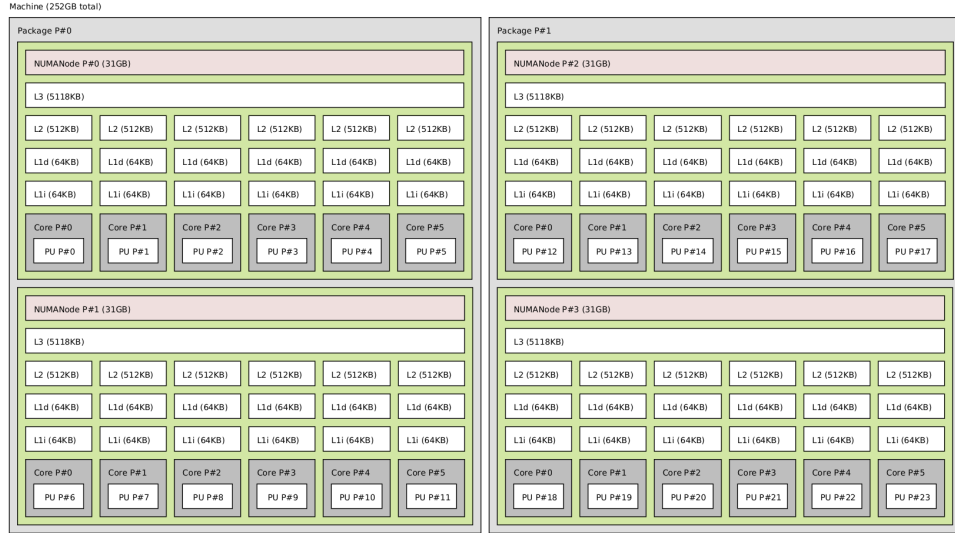 Machine (252GB total)
Package P#0
NUMANode P#0 (31GB)
L3 (5118KB)
L2 (512KB) L2 (512KB) L2 (512KB) L2 (512KB) L2 (512KB) L2 (512KB)
L1d (64KB) L1d (64KB) L1d (64KB) L1d (64KB) L1d (64KB) L1d (64KB)
L1i (64KB) L1i (64KB) L1i (64KB) L1i (64KB) L1i (64KB) L1i (64KB)
Core P#0 Core P#1 Core P#2 Core P#3 Core P#4 Core P#5
PU P#0 PU P#1 PU P#2 PU P#3 PU P#4 PU P#5
NUMANode P#1 (31GB)
L3 (5118KB)
L2 (512KB) L2 (512KB) L2 (512KB) L2 (512KB) L2 (512KB) L2 (512KB)
L1d (64KB) L1d (64KB) L1d (64KB) L1d (64KB) L1d (64KB) L1d (64KB)
L1i (64KB) L1i (64KB) L1i (64KB) L1i (64KB) L1i (64KB) L1i (64KB)
Core P#0 Core P#1 Core P#2 Core P#3 Core P#4 Core P#5
PU P#6 PU P#7 PU P#8 PU P#9 PU P#10 PU P#11
Package P#1
NUMANode P#2 (31GB)
L3 (5118KB)
L2 (512KB) L2 (512KB) L2 (512KB) L2 (512KB) L2 (512KB) L2 (512KB)
L1d (64KB) L1d (64KB) L1d (64KB) L1d (64KB) L1d (64KB) L1d (64KB)
L1i (64KB) L1i (64KB) L1i (64KB) L1i (64KB) L1i (64KB) L1i (64KB)
Core P#0 Core P#1 Core P#2 Core P#3 Core P#4 Core P#5
PU P#12 PU P#13 PU P#14 PU P#15 PU P#16 PU P#17
NUMANode P#3 (31GB)
L3 (5118KB)
L2 (512KB) L2 (512KB) L2 (512KB) L2 (512KB) L2 (512KB) L2 (512KB)
L1d (64KB) L1d (64KB) L1d (64KB) L1d (64KB) L1d (64KB) L1d (64KB)
L1i (64KB) L1i (64KB) L1i (64KB) L1i (64KB) L1i (64KB) L1i (64KB)
Core P#0 Core P#1 Core P#2 Core P#3 Core P#4 Core P#5
PU P#18 PU P#19 PU P#20 PU P#21 PU P#22 PU P#23